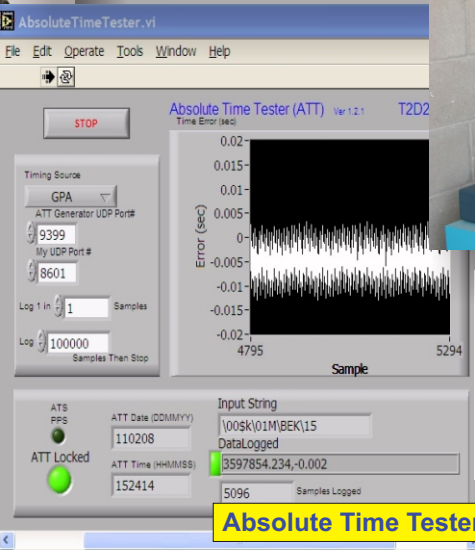 AbsoluteTimeTester.vi
File Edit Operate Tools Window Help
STOP
Absolute Time Tester (ATT) Ver 1.2.1 T2D2
Time Error (sec)
Timing Source
GPA
ATT Generator UDP Port#
9399
My UDP Port #
8601
Log 1 in 1 Samples
Log 100000
Samples Then Stop
Error (sec)
0.02
0.015
0.01
0.005
0
-0.005
-0.01
-0.015
-0.02
4795 5294
Sample
ATS
PPS
ATT Locked
ATT Date (DDMMYY)
110208
ATT Time (HHMMSS)
152414
Input String
\00$k\01M\BEK\15
DataLogged
3597854.234,-0.002
5096 Samples Logged
Absolute Time Tester